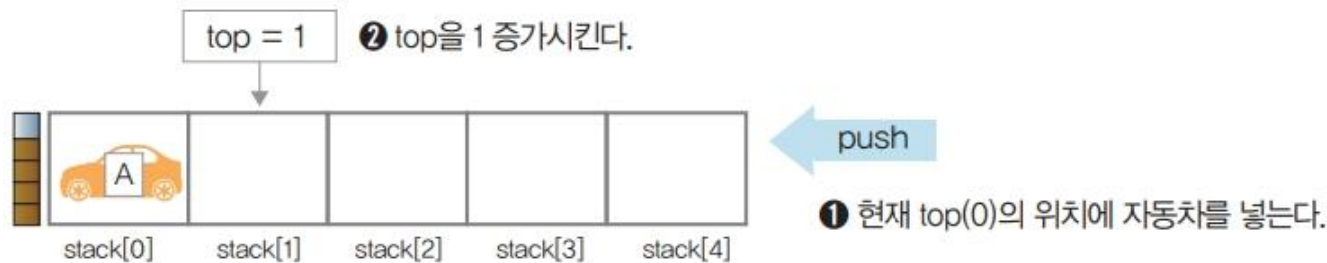 top = 1 ❷ top을 1 증가시킨다.
A
push
❶ 현재 top(0)의 위치에 자동차를 넣는다.
stack[0] stack[1] stack[2] stack[3] stack[4]